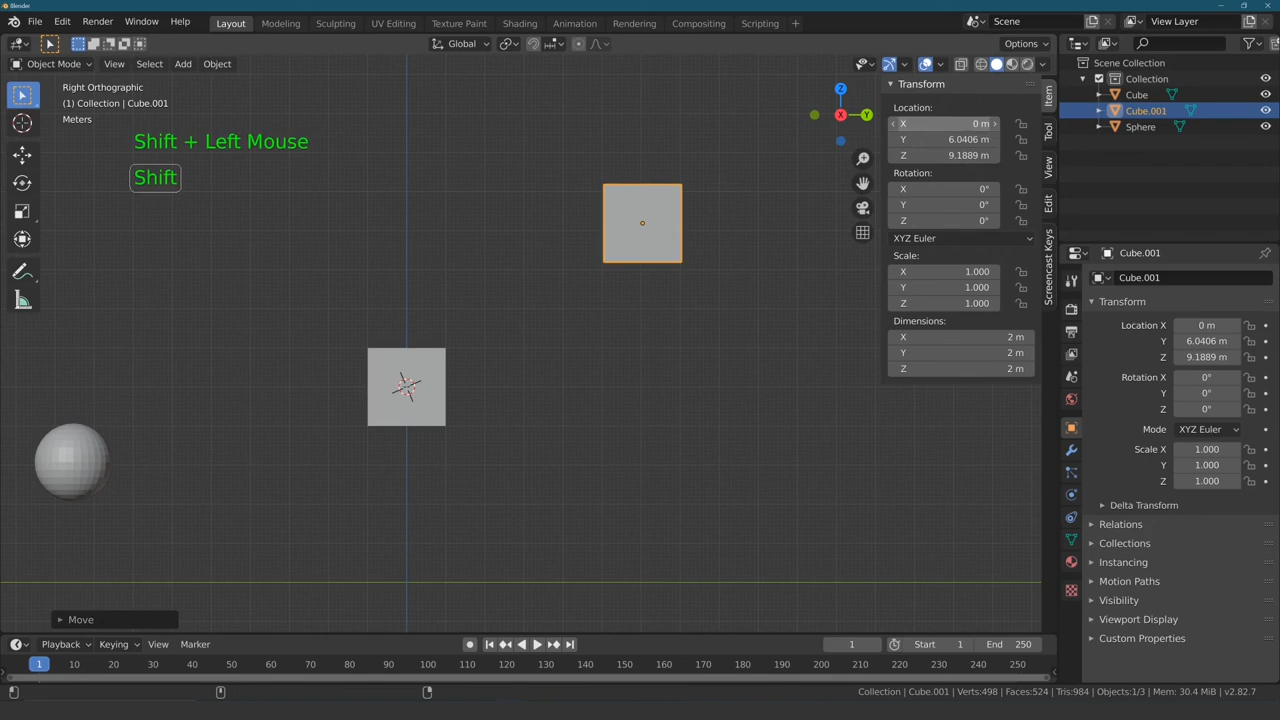 Blender
File Edit Render Window Help
Layout Modeling Sculpting UV Editing Texture Paint Shading Animation Rendering Compositing Scripting +
Scene View Layer
Global Options
Object Mode View Select Add Object
Right Orthographic
(1) Collection | Cube.001
Meters
Shift + Left Mouse
Shift
Z
X
Y
Transform
Location:
X 0 m
Y 6.0406 m
Z 9.1889 m
Rotation:
X 0°
Y 0°
Z 0°
XYZ Euler
Scale:
X 1.000
Y 1.000
Z 1.000
Dimensions:
X 2 m
Y 2 m
Z 2 m
Item
Tool
View
Edit
Screencast Keys
Scene Collection
Collection
Cube
Cube.001
Sphere
Cube.001
Cube.001
Transform
Location X 0 m
Y 6.0406 m
Z 9.1889 m
Rotation X 0°
Y 0°
Z 0°
Mode XYZ Euler
Scale X 1.000
Y 1.000
Z 1.000
Delta Transform
Relations
Collections
Instancing
Motion Paths
Visibility
Viewport Display
Custom Properties
Move
Playback Keying View Marker 1 Start 1 End 250
1 10 20 30 40 50 60 70 80 90 100 110 120 130 140 150 160 170 180 190 200 210 220 230 240 250
Collection | Cube.001 | Verts:498 | Faces:524 | Tris:984 | Objects:1/3 | Mem: 30.4 MiB | v2.82.7